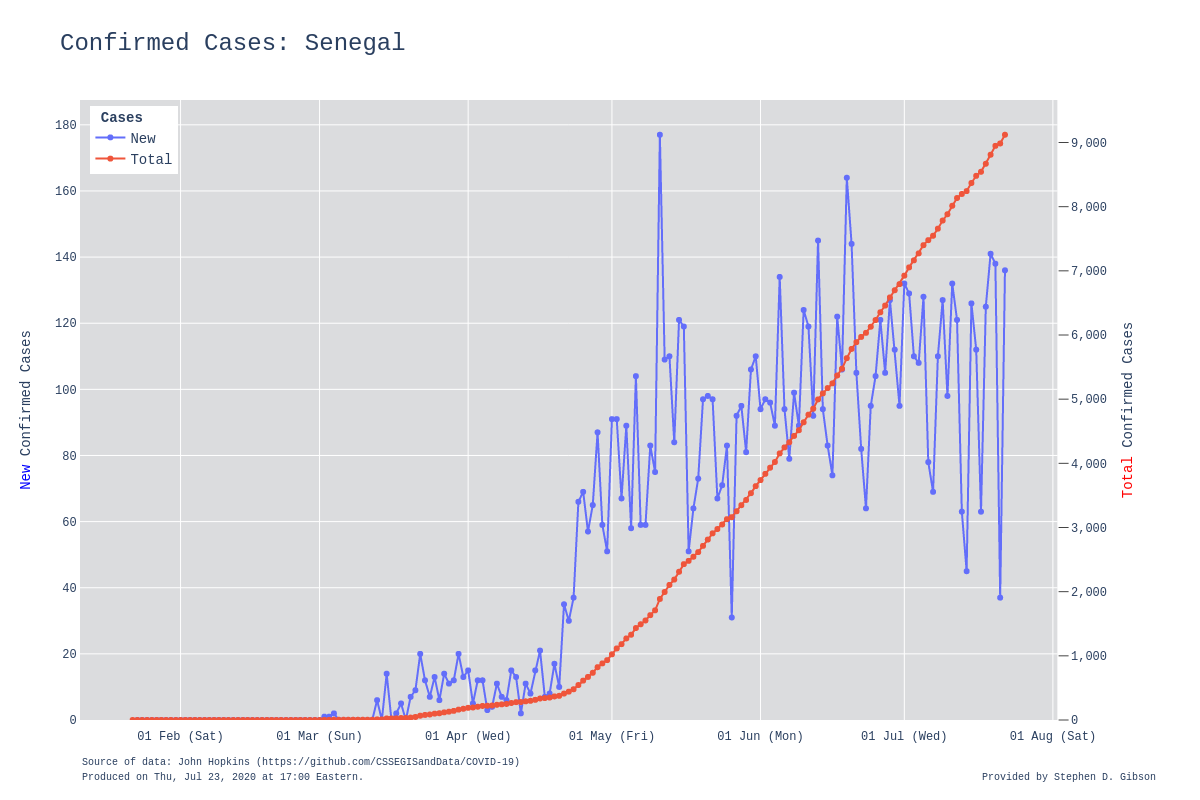 Confirmed Cases: Senegal
Cases
New
Total
180
160
140
120
100
80
60
40
20
0
9,000
8,000
7,000
6,000
5,000
4,000
3,000
2,000
1,000
0
New Confirmed Cases
Total Confirmed Cases
01 Feb (Sat)
01 Mar (Sun)
01 Apr (Wed)
01 May (Fri)
01 Jun (Mon)
01 Jul (Wed)
01 Aug (Sat)
Source of data: John Hopkins (https://github.com/CSSEGISandData/COVID-19)
Produced on Thu, Jul 23, 2020 at 17:00 Eastern.
Provided by Stephen D. Gibson